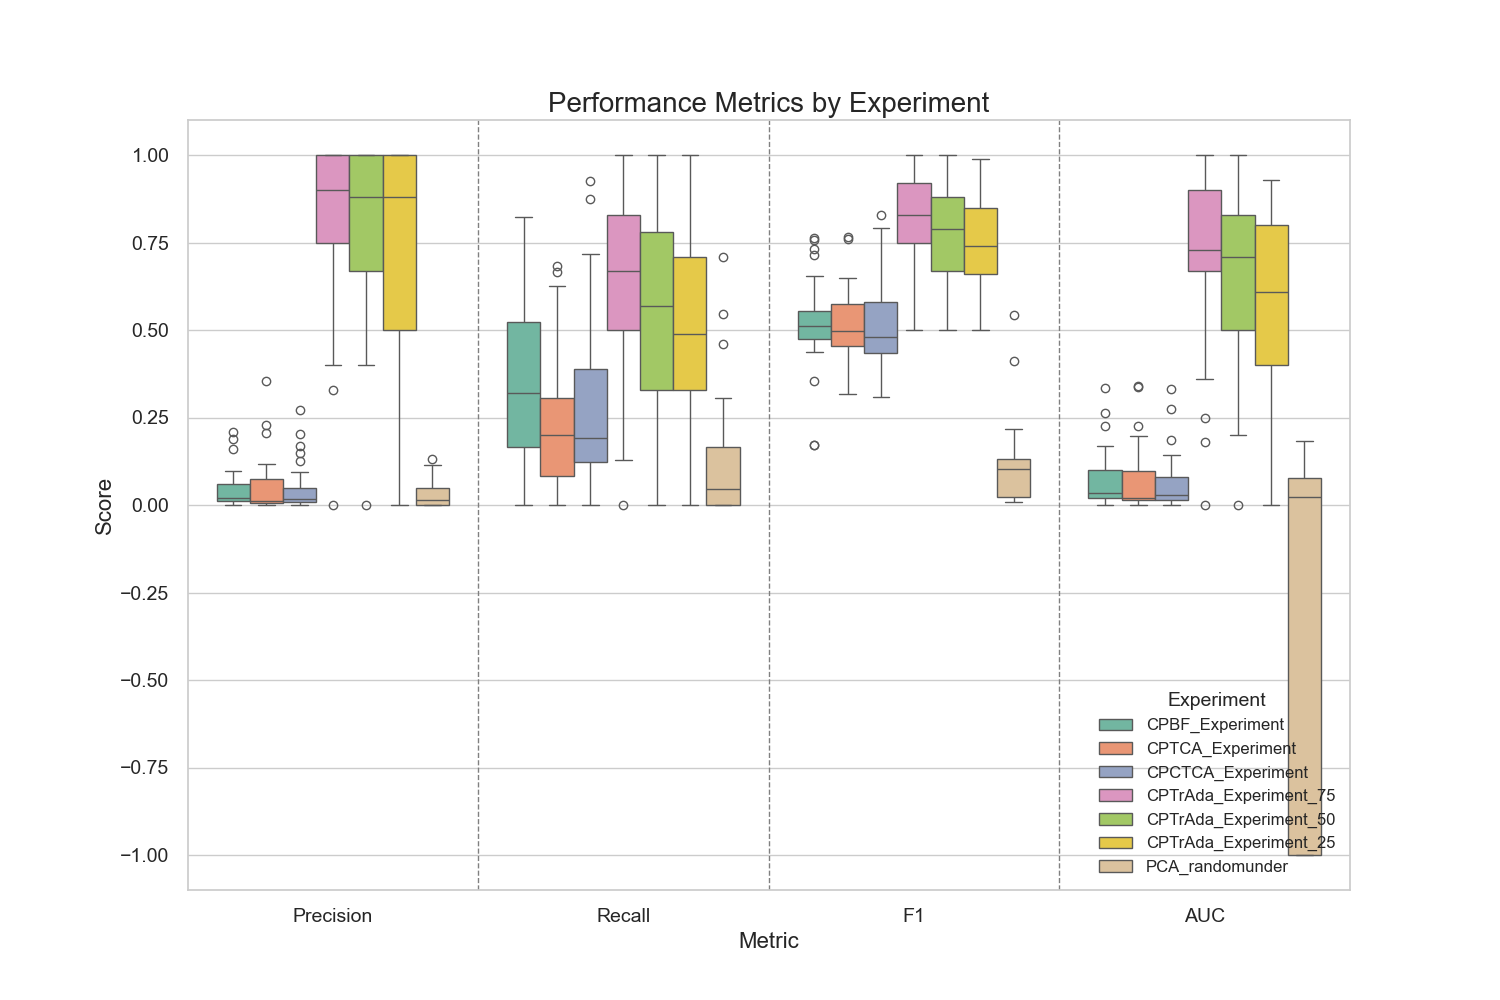 Performance Metrics by Experiment
Score
1.00
0.75
0.50
0.25
0.00
−0.25
−0.50
−0.75
−1.00
Experiment
CPBF_Experiment
CPTCA_Experiment
CPCTCA_Experiment
CPTrAda_Experiment_75
CPTrAda_Experiment_50
CPTrAda_Experiment_25
PCA_randomunder
Precision Recall F1 AUC
Metric